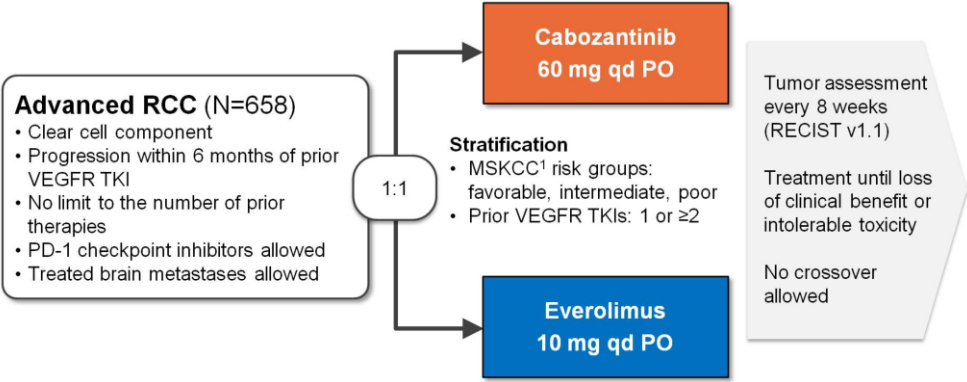 Advanced RCC (N=658)
• Clear cell component
• Progression within 6 months of prior
VEGFR TKI
• No limit to the number of prior
therapies
• PD-1 checkpoint inhibitors allowed
• Treated brain metastases allowed
1:1
Cabozantinib
60 mg qd PO
Stratification
• MSKCC¹ risk groups:
favorable, intermediate, poor
• Prior VEGFR TKIs: 1 or ≥2
Everolimus
10 mg qd PO
Tumor assessment
every 8 weeks
(RECIST v1.1)
Treatment until loss
of clinical benefit or
intolerable toxicity
No crossover
allowed